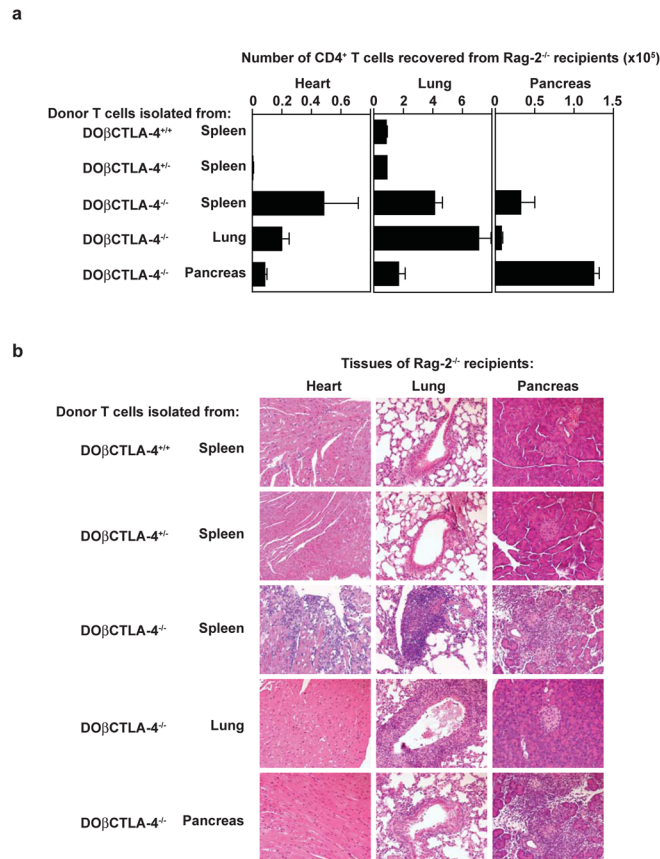 a
Number of CD4⁺ T cells recovered from Rag-2⁻/⁻ recipients (x10⁵)
Heart Lung Pancreas
Donor T cells isolated from:
0 0.2 0.4 0.6 0 2 4 6 0 0.5 1.0 1.5
DOβCTLA-4⁺/⁺ Spleen
DOβCTLA-4⁺/⁻ Spleen
DOβCTLA-4⁻/⁻ Spleen
DOβCTLA-4⁻/⁻ Lung
DOβCTLA-4⁻/⁻ Pancreas
b
Tissues of Rag-2⁻/⁻ recipients:
Heart Lung Pancreas
Donor T cells isolated from:
DOβCTLA-4⁺/⁺ Spleen
DOβCTLA-4⁺/⁻ Spleen
DOβCTLA-4⁻/⁻ Spleen
DOβCTLA-4⁻/⁻ Lung
DOβCTLA-4⁻/⁻ Pancreas